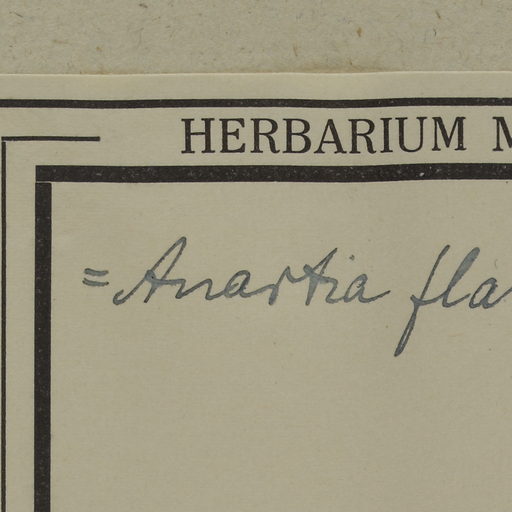 HERBARIUM M
= Anartia fla